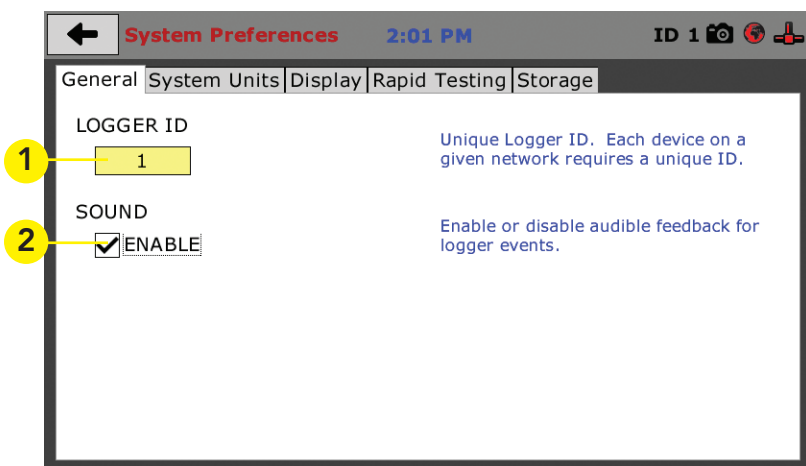 System Preferences 2:01 PM ID 1
General System Units Display Rapid Testing Storage
LOGGER ID
1 1
Unique Logger ID. Each device on a
given network requires a unique ID.
SOUND
2 ENABLE
Enable or disable audible feedback for
logger events.